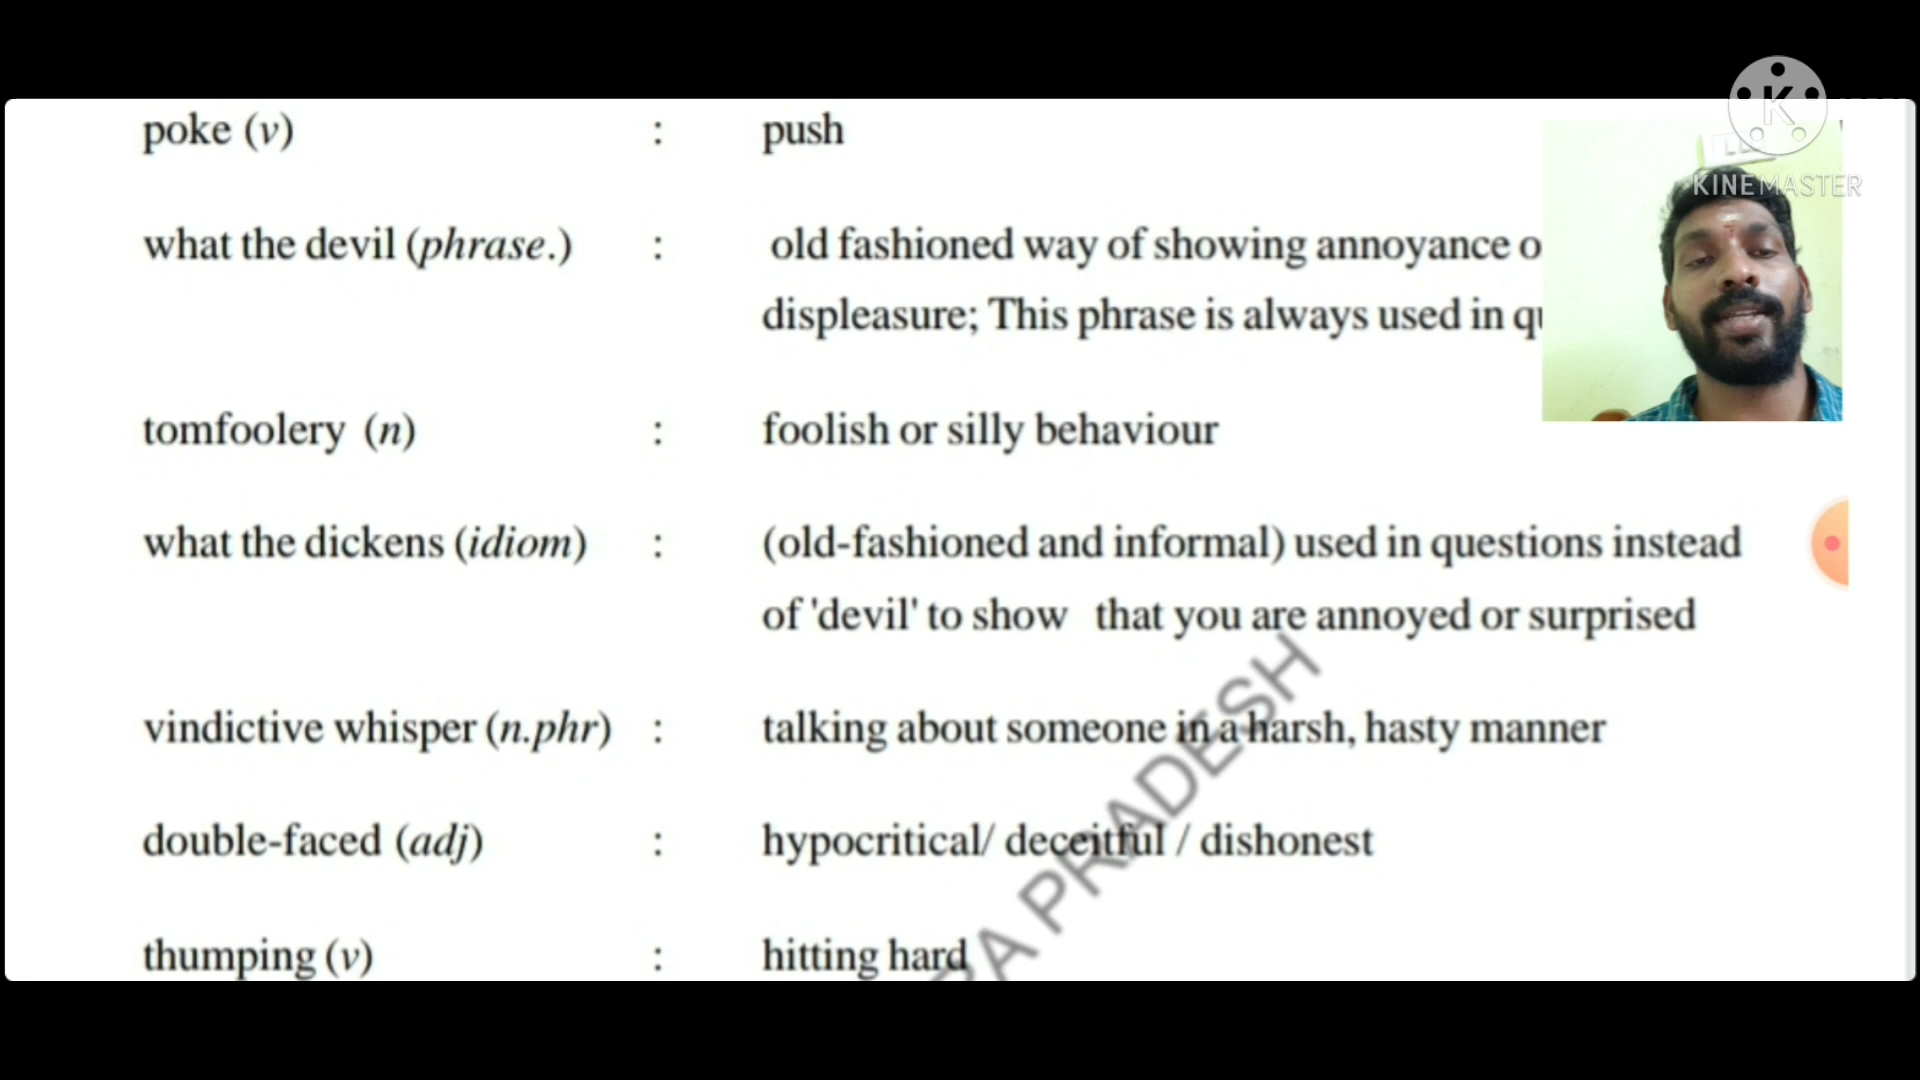 poke (v) : push
what the devil (phrase.) : old fashioned way of showing annoyance
displeasure; This phrase is always used in
tomfoolery (n) : foolish or silly behaviour
what the dickens (idiom) : (old-fashioned and informal) used in questions instead
of 'devil' to show that you are annoyed or surprised
vindictive whisper (n.phr) : talking about someone in a harsh, hasty manner
double-faced (adj) : hypocritical/ deceitful / dishonest
thumping (v) : hitting hard
PRADESH
K
KINEMASTER